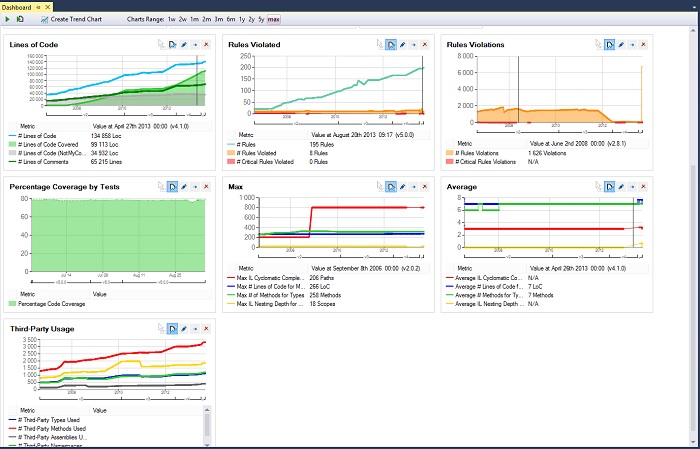 Dashboard
Create Trend Chart Charts Range: 1w 2w 1m 2m 3m 6m 1y 2y 5y max
Lines of Code
160 000
140 000
120 000
100 000
80 000
60 000
40 000
20 000
0
2008 2010 2012
Metric Value at April 27th 2013 00:00 (v4.1.0)
# Lines of Code 134 858 Loc
# Lines of Code Covered 99 113 Loc
# Lines of Code (NotMyCo... 34 932 Loc
# Lines of Comments 65 215 Lines
Rules Violated
250
200
150
100
50
0
2008 2010 2012
Metric Value at August 20th 2013 09:17 (v5.0.0)
# Rules 195 Rules
# Rules Violated 8 Rules
# Critical Rules Violated 0 Rules
Rules Violations
8 000
6 000
4 000
2 000
0
2008 2010 2012
Metric Value at June 2nd 2008 00:00 (v2.8.1)
# Rules Violations 1 626 Violations
# Critical Rules Violations N/A
Percentage Coverage by Tests
80
70
60
50
40
30
20
10
0
Jul 14 Jul 28 Aug 11 Aug 25
v5.0.0 v5.0.0
Metric Value
Percentage Code Coverage
Max
1 000
800
600
400
200
0
2008 2010 2012
Metric Value at September 8th 2006 00:00 (v2.0.2)
Max IL Cyclomatic Comple... 206 Paths
Max # Lines of Code for M... 266 LoC
Max # of Methods for Types 258 Methods
Max IL Nesting Depth for ... 18 Scopes
Average
8
6
4
2
0
2008 2010 2012
Metric Value at April 26th 2013 00:00 (v4.1.0)
Average IL Cyclomatic Co... N/A
Average # Lines of Code f... 7 LoC
Average # Methods for Ty... 7 Methods
Average IL Nesting Depth ... N/A
Third-Party Usage
3 500
3 000
2 500
2 000
1 500
1 000
500
0
2008 2010 2012
Metric Value
# Third-Party Types Used
# Third-Party Methods Used
# Third-Party Assemblies U...
# Third-Party Namespaces